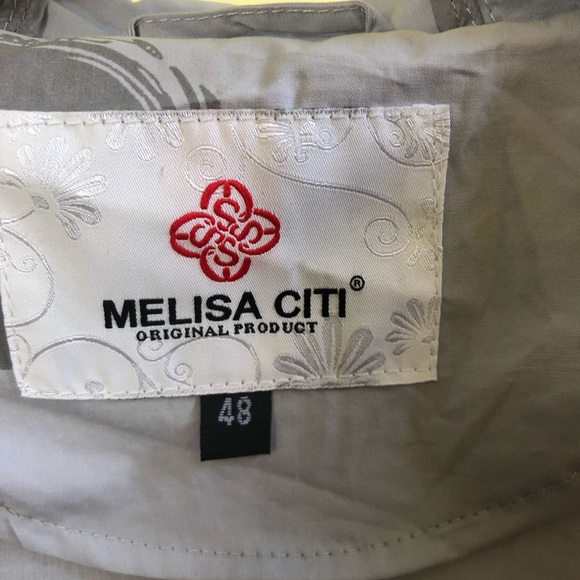 MELISA CITI®
ORIGINAL PRODUCT
48